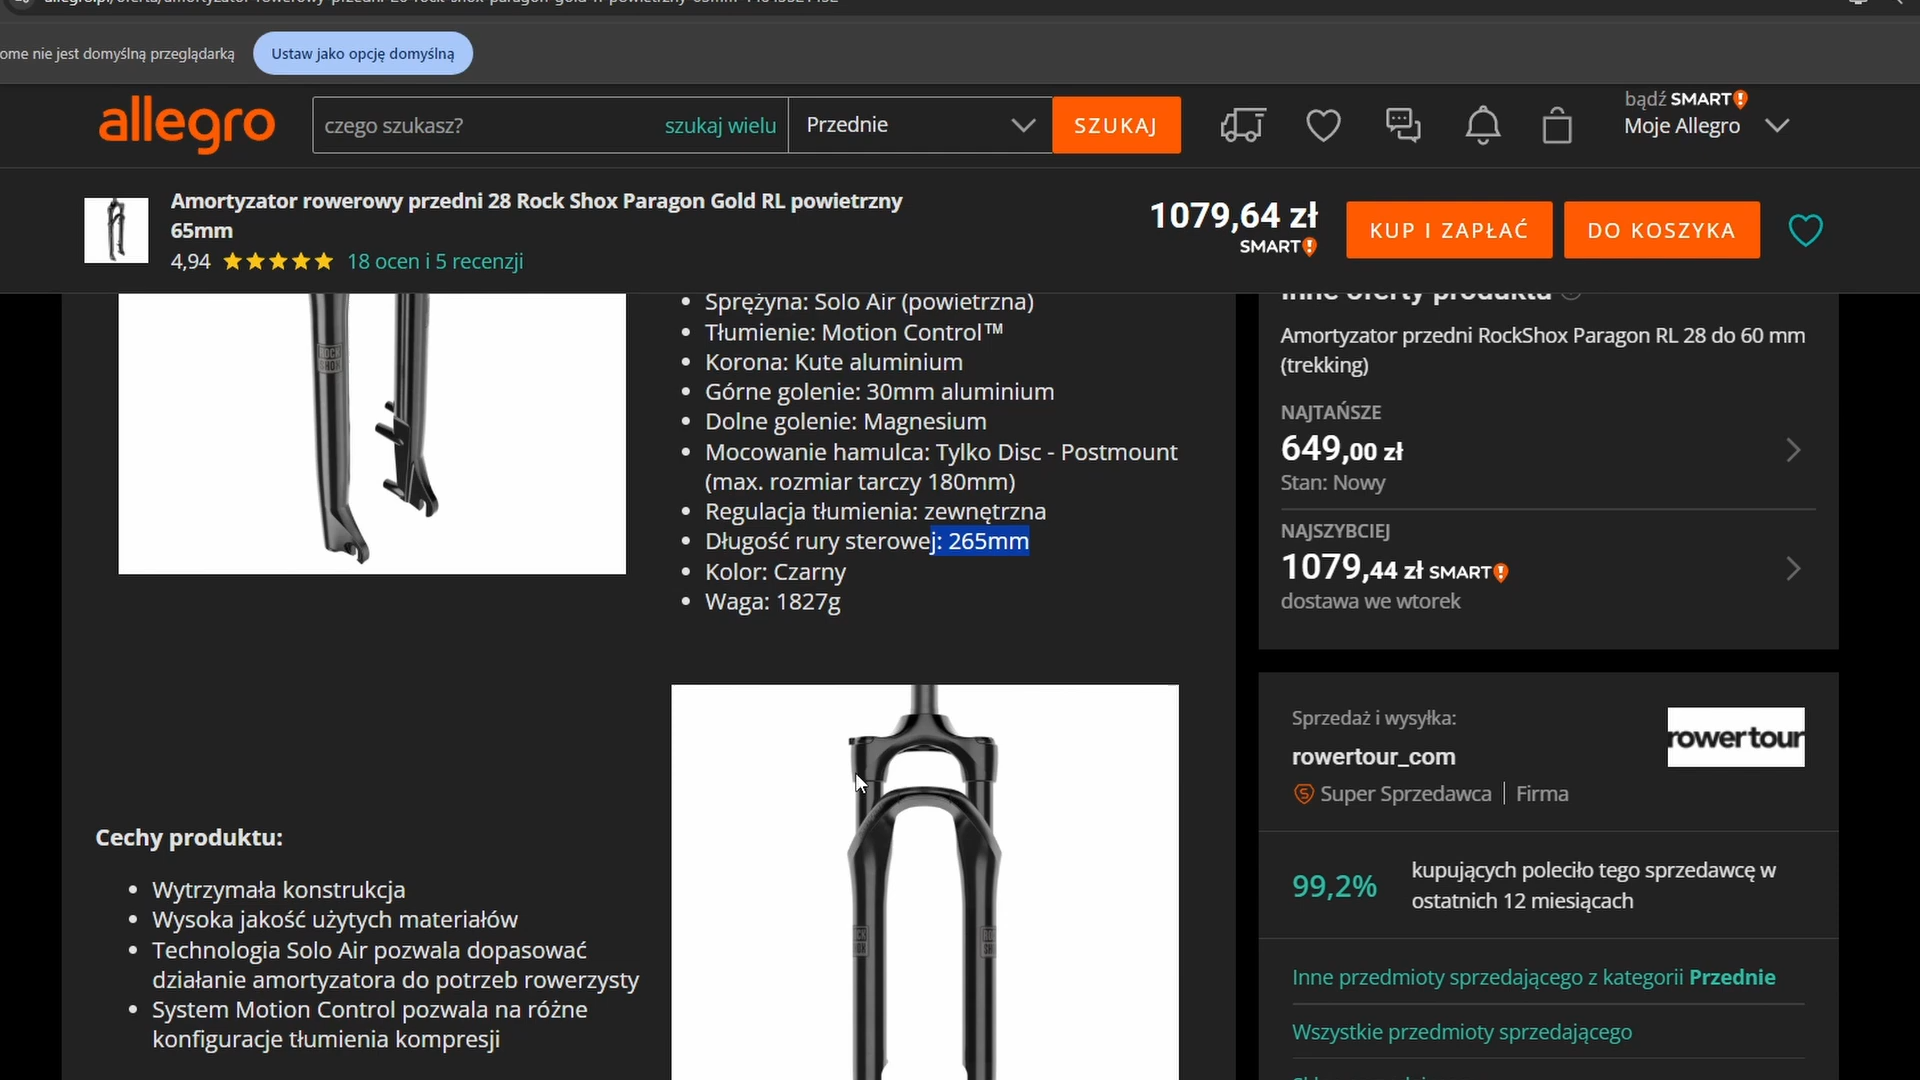 ome nie jest domyślną przeglądarką
Ustaw jako opcję domyślną
allegro
czego szukasz?
szukaj wielu
Przednie
SZUKAJ
bądź SMART!
Moje Allegro
Amortyzator rowerowy przedni 28 Rock Shox Paragon Gold RL powietrzny
65mm
4,94
18 ocen i 5 recenzji
1079,64 zł
SMART!
KUP I ZAPŁAĆ
DO KOSZYKA
ROCK
SHOX
• Sprężyna: Solo Air (powietrzna)
• Tłumienie: Motion Control™
• Korona: Kute aluminium
• Górne golenie: 30mm aluminium
• Dolne golenie: Magnesium
• Mocowanie hamulca: Tylko Disc - Postmount
(max. rozmiar tarczy 180mm)
• Regulacja tłumienia: zewnętrzna
• Długość rury sterowej: 265mm
• Kolor: Czarny
• Waga: 1827g
Inne oferty produktu
Amortyzator przedni RockShox Paragon RL 28 do 60 mm
(trekking)
NAJTAŃSZE
649,00 zł
Stan: Nowy
NAJSZYBCIEJ
1079,44 zł SMART!
dostawa we wtorek
Sprzedaż i wysyłka:
rowertour_com
rowertour
Super Sprzedawca | Firma
99,2%
kupujących poleciło tego sprzedawcę w
ostatnich 12 miesiącach
Inne przedmioty sprzedającego z kategorii Przednie
Wszystkie przedmioty sprzedającego
Cechy produktu:
• Wytrzymała konstrukcja
• Wysoka jakość użytych materiałów
• Technologia Solo Air pozwala dopasować
działanie amortyzatora do potrzeb rowerzysty
• System Motion Control pozwala na różne
konfiguracje tłumienia kompresji